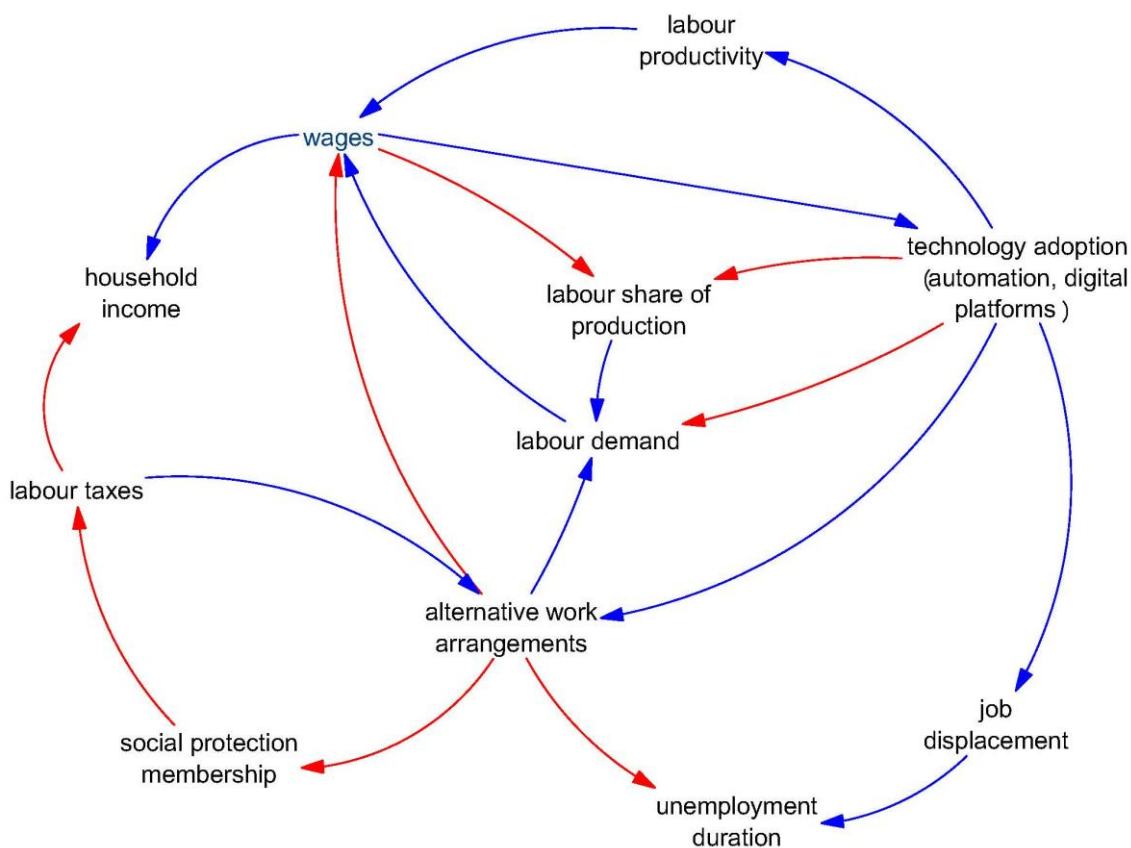 labour
productivity
wages
technology adoption
(automation, digital
platforms )
household
income
labour share of
production
labour demand
labour taxes
alternative work
arrangements
social protection
membership
job
displacement
unemployment
duration